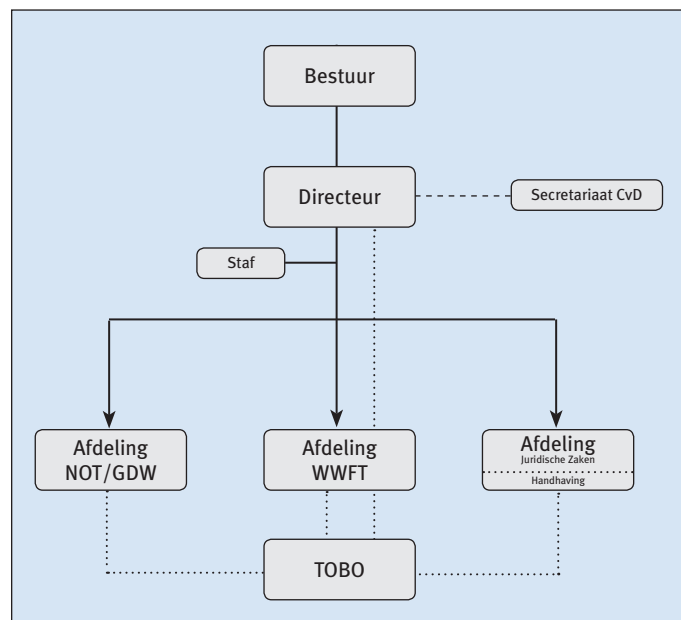 Bestuur
Directeur
Secretariaat CvD
Staf
Afdeling
NOT/GDW
Afdeling
WWFT
Afdeling
Juridische Zaken
Handhaving
TOBO